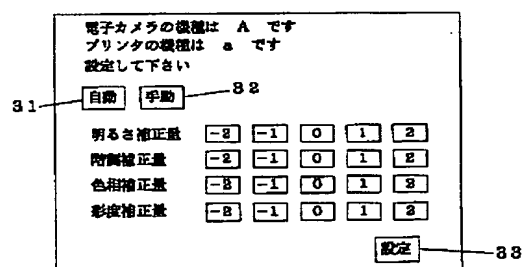 電子カメラの機種は A です
プリンタの機種は a です
設定して下さい
31 自動 手動 32
明るさ補正量 -2 -1 0 1 2
階調補正量 -2 -1 0 1 2
色相補正量 -2 -1 0 1 2
彩度補正量 -2 -1 0 1 2
設定 33